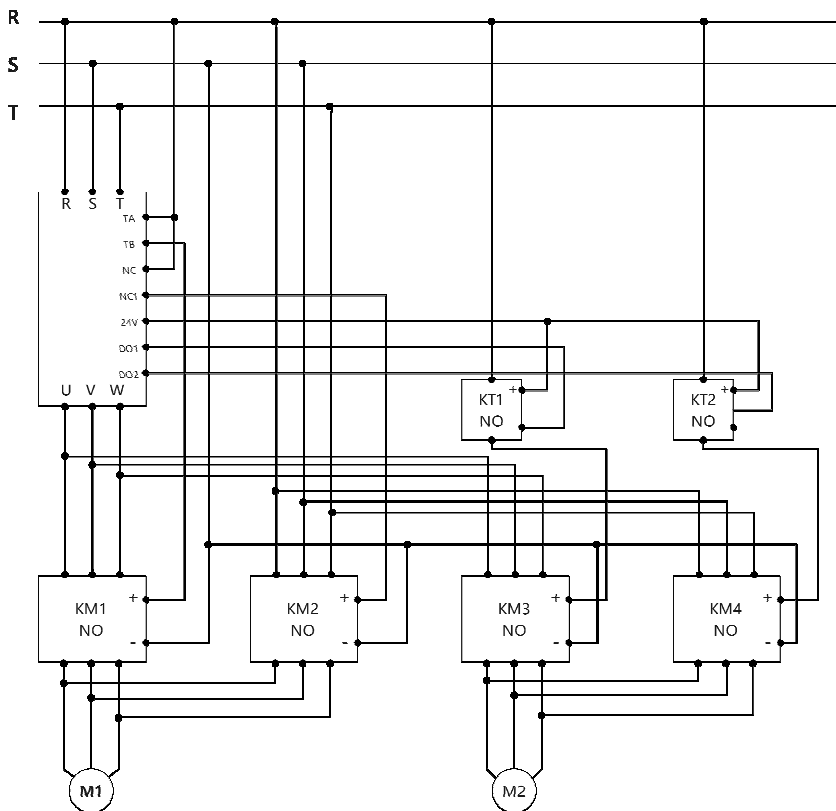 R
S
T
R S T
TA
TB
NC
NC1
24V
DO1
DO2
U V W
+
KT1
NO
+
KT2
NO
KM1
NO
+
-
KM2
NO
+
-
KM3
NO
+
-
KM4
NO
+
-
M1
M2